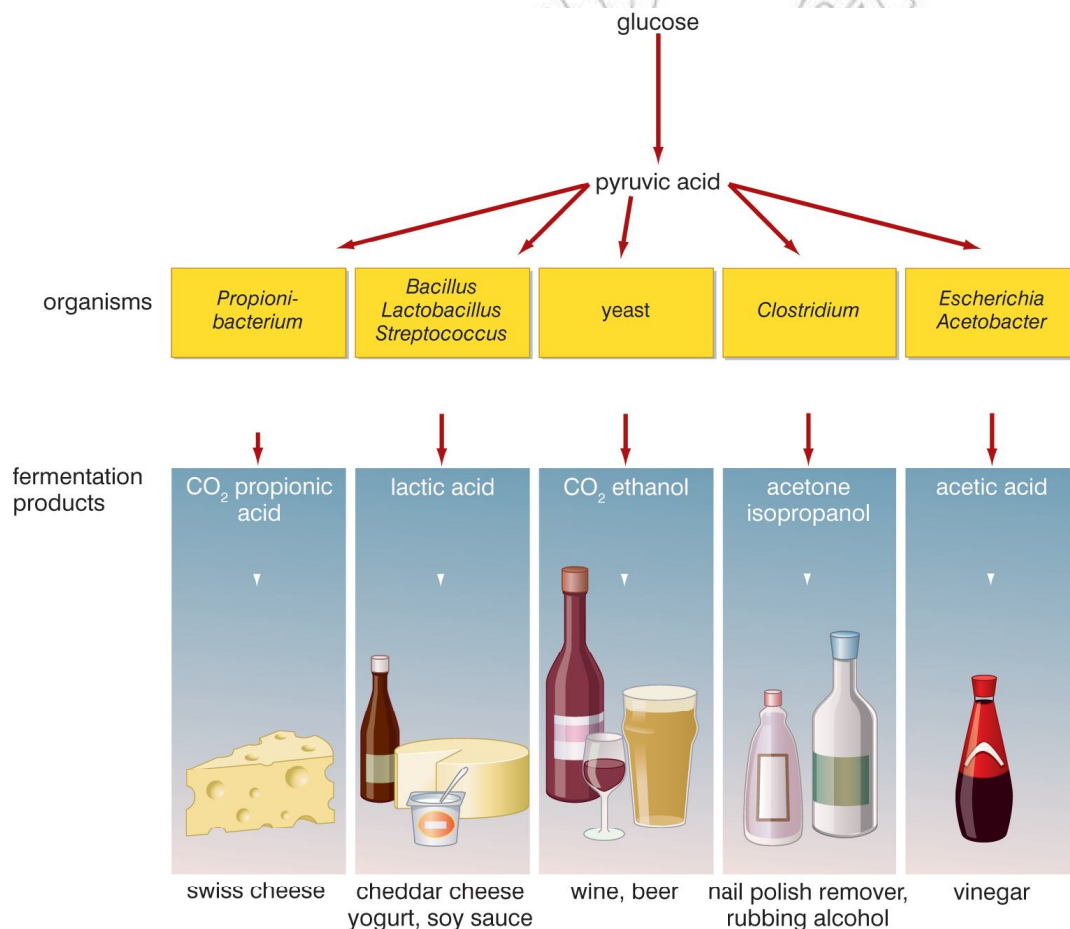 glucose
pyruvic acid
organisms
Propioni-
bacterium
Bacillus
Lactobacillus
Streptococcus
yeast
Clostridium
Escherichia
Acetobacter
fermentation
products
CO₂ propionic
acid
lactic acid
CO₂ ethanol
acetone
isopropanol
acetic acid
swiss cheese
cheddar cheese
yogurt, soy sauce
wine, beer
nail polish remover,
rubbing alcohol
vinegar